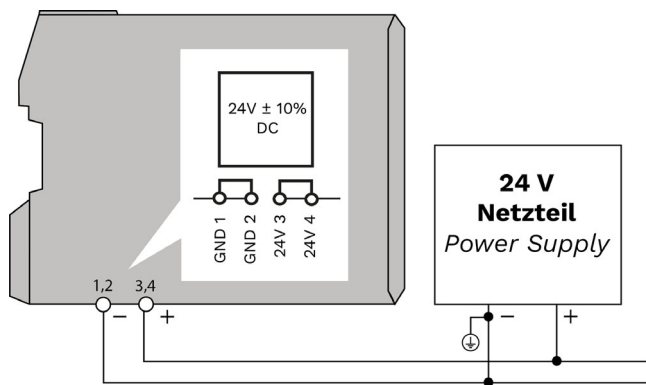 24V ± 10%
DC
GND 1
GND 2
24V 3
24V 4
1,2
3,4
−
+
24 V
Netzteil
Power Supply
−
+